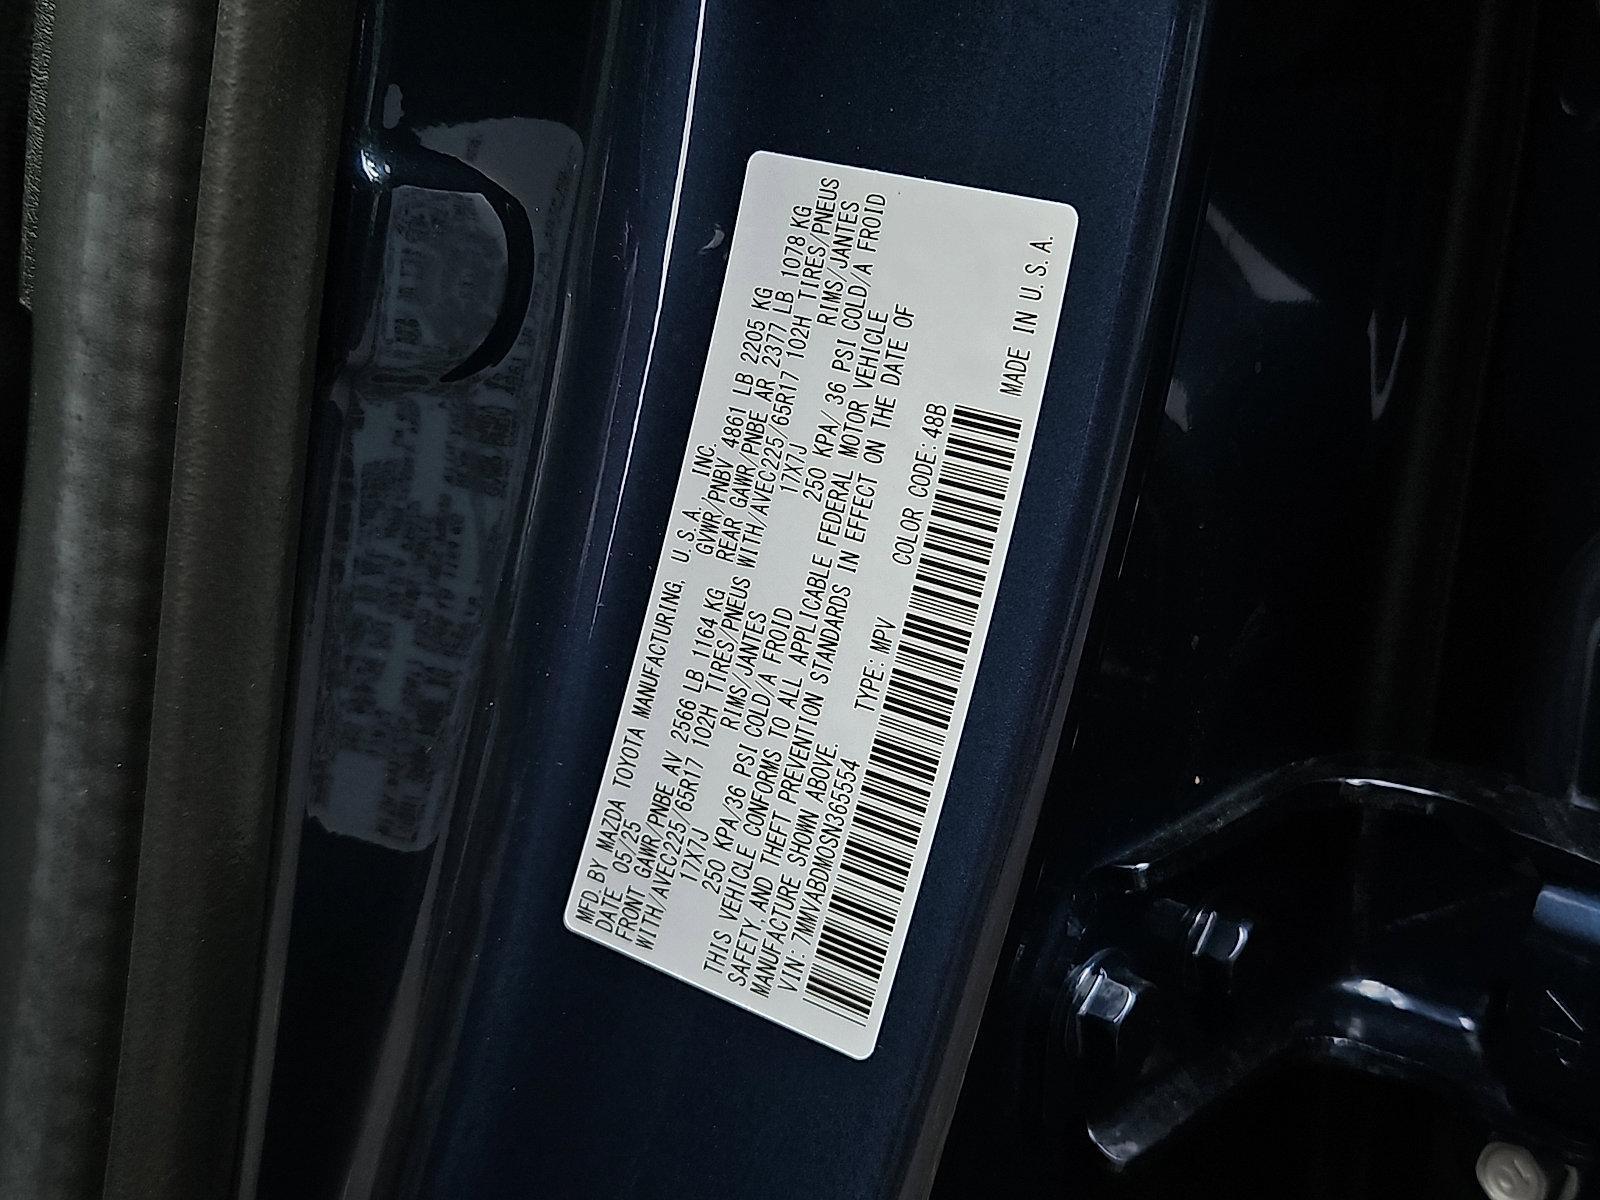 MFD. BY MAZDA TOYOTA MANUFACTURING, U.S.A. INC.
DATE 05/25 GVWR/PNBV 4861 LB 2205 KG
FRONT GAWR/PNBE AV 2566 LB 1164 KG REAR GAWR/PNBE AR 2377 LB 1078 KG
WITH/AVEC225/65R17 102H TIRES/PNEUS WITH/AVEC225/65R17 102H TIRES/PNEUS
17X7J RIMS/JANTES 17X7J RIMS/JANTES
250 KPA/36 PSI COLD/A FROID 250 KPA/ 36 PSI COLD/A FROID
THIS VEHICLE CONFORMS TO ALL APPLICABLE FEDERAL MOTOR VEHICLE
SAFETY, AND THEFT PREVENTION STANDARDS IN EFFECT ON THE DATE OF
MANUFACTURE SHOWN ABOVE.
VIN: 7MMVABDM0SN365554 TYPE: MPV COLOR CODE: 48B
MADE IN U.S.A.